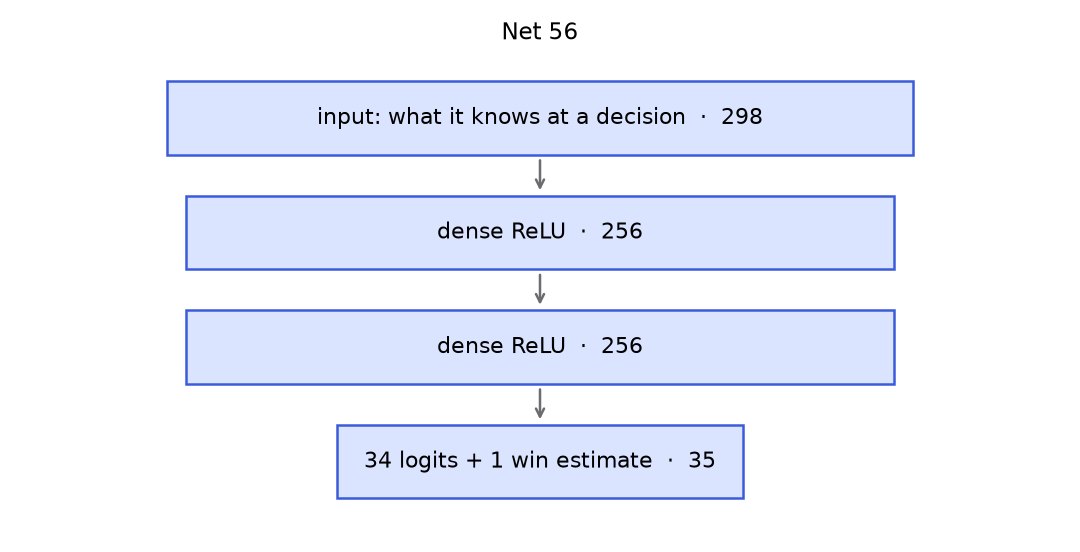 Net 56
input: what it knows at a decision · 298
dense ReLU · 256
dense ReLU · 256
34 logits + 1 win estimate · 35